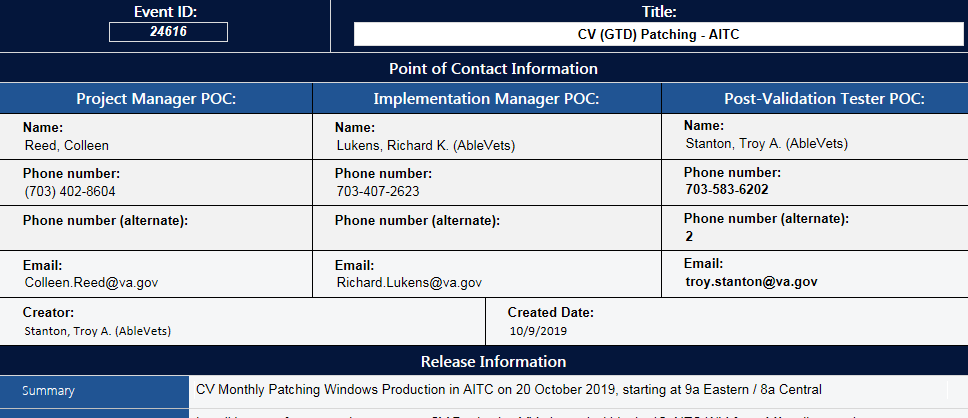 Event ID:
24616
Title:
CV (GTD) Patching - AITC
Point of Contact Information
Project Manager POC:
Implementation Manager POC:
Post-Validation Tester POC:
Name:
Reed, Colleen
Name:
Lukens, Richard K. (AbleVets)
Name:
Stanton, Troy A. (AbleVets)
Phone number:
(703) 402-8604
Phone number:
703-407-2623
Phone number:
703-583-6202
Phone number (alternate):
Phone number (alternate):
Phone number (alternate):
2
Email:
Colleen.Reed@va.gov
Email:
Richard.Lukens@va.gov
Email:
troy.stanton@va.gov
Creator:
Stanton, Troy A. (AbleVets)
Created Date:
10/9/2019
Release Information
Summary
CV Monthly Patching Windows Production in AITC on 20 October 2019, starting at 9a Eastern / 8a Central